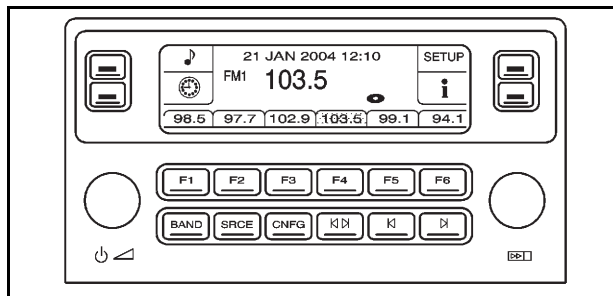 21 JAN 2004 12:10 SETUP
FM1 103.5 i
98.5 97.7 102.9 103.5 99.1 94.1
F1 F2 F3 F4 F5 F6
BAND SRCE CNFG